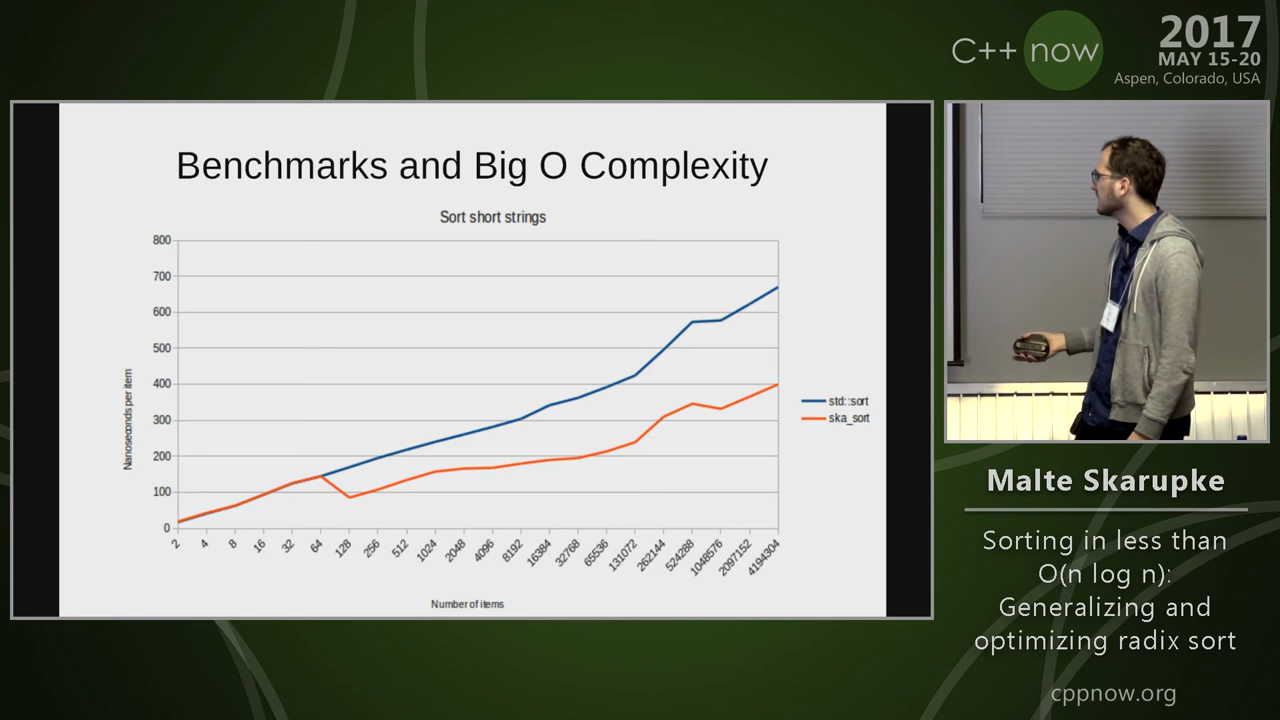 C++ now
2017
MAY 15-20
Aspen, Colorado, USA
Benchmarks and Big O Complexity
Sort short strings
800
700
600
500
400
300
200
100
0
Nanoseconds per item
2
4
8
16
32
64
128
256
512
1024
2048
4096
8192
16384
32768
65536
131072
262144
524288
1048576
2097152
4194304
Number of items
std::sort
ska_sort
Malte Skarupke
Sorting in less than
O(n log n):
Generalizing and
optimizing radix sort
cppnow.org